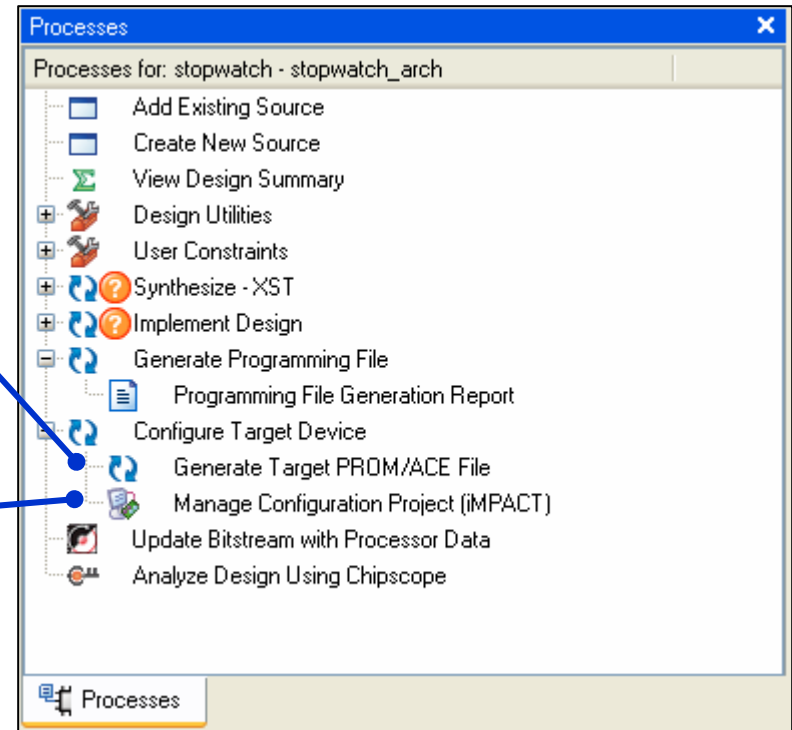 Processes
Processes for: stopwatch - stopwatch_arch
Add Existing Source
Create New Source
View Design Summary
Design Utilities
User Constraints
Synthesize - XST
Implement Design
Generate Programming File
Programming File Generation Report
Configure Target Device
Generate Target PROM/ACE File
Manage Configuration Project (iMPACT)
Update Bitstream with Processor Data
Analyze Design Using Chipscope
Processes